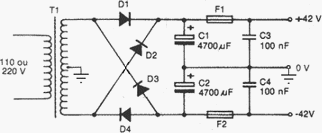 T1
D1
F1
+42 V
+
C1
4700 µF
C3
100 nF
D2
110 ou
220 V
0 V
D3
+
C2
4700 µF
C4
100 nF
D4
F2
-42V